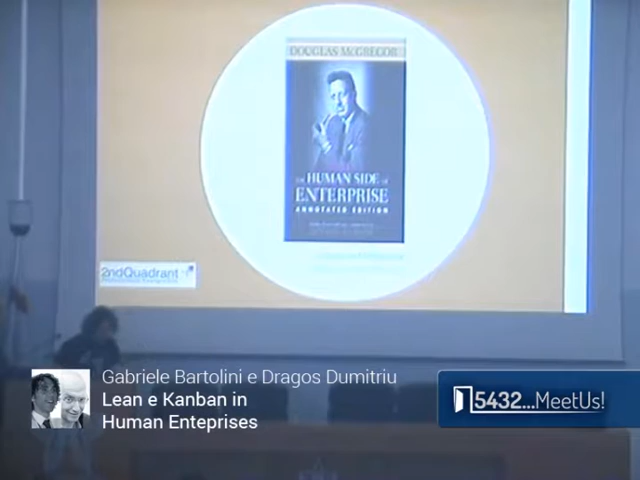 DOUGLAS MCGREGOR
THE HUMAN SIDE OF
ENTERPRISE
ANNOTATED EDITION
2ndQuadrant
Gabriele Bartolini e Dragos Dumitriu
Lean e Kanban in
Human Enteprises
5432...MeetUs!